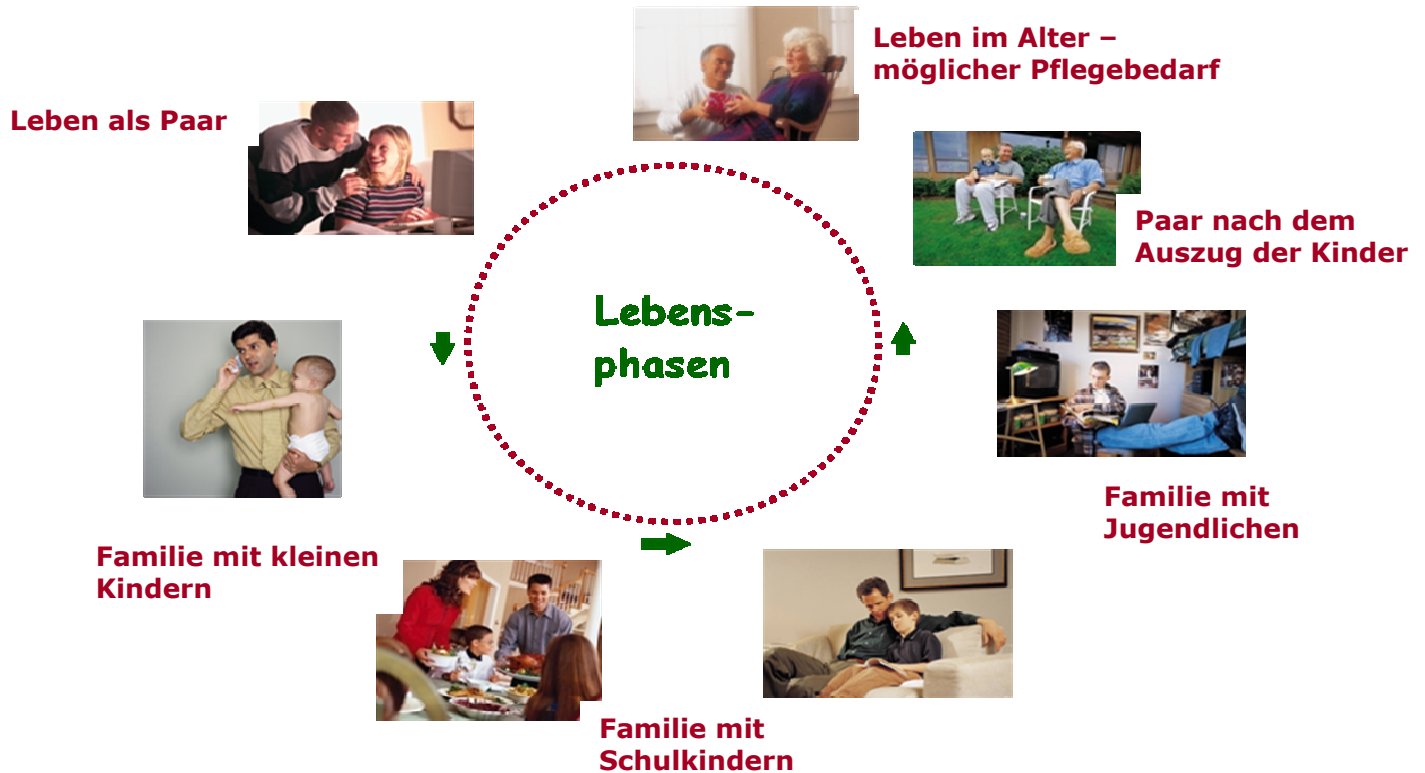 Leben im Alter –
möglicher Pflegebedarf
Leben als Paar
Paar nach dem
Auszug der Kinder
Lebens-
phasen
Familie mit
Jugendlichen
Familie mit kleinen
Kindern
Familie mit
Schulkindern